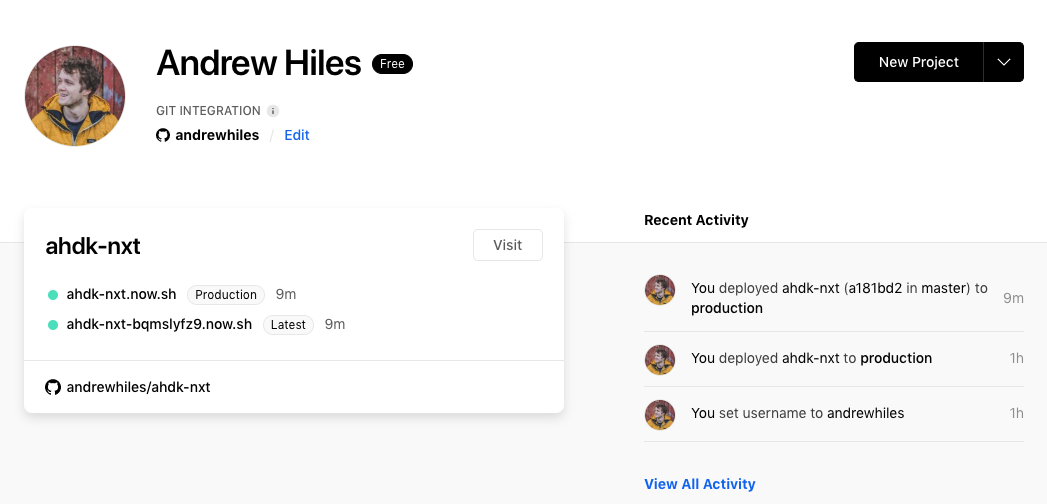 Andrew Hiles Free
New Project
GIT INTEGRATION i
andrewhiles / Edit
ahdk-nxt
Visit
ahdk-nxt.now.sh Production 9m
ahdk-nxt-bqmslyfz9.now.sh Latest 9m
andrewhiles/ahdk-nxt
Recent Activity
You deployed ahdk-nxt (a181bd2 in master) to
production
9m
You deployed ahdk-nxt to production 1h
You set username to andrewhiles 1h
View All Activity